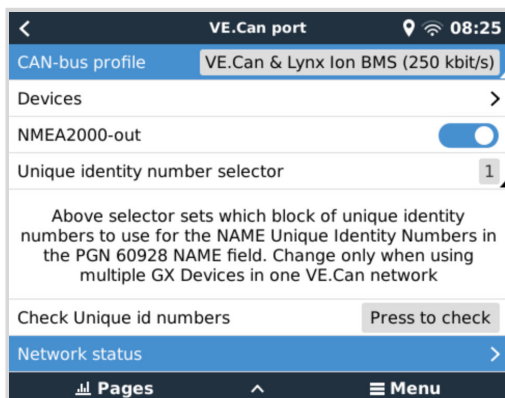 VE.Can port 08:25
CAN-bus profile VE.Can & Lynx Ion BMS (250 kbit/s)
Devices
NMEA2000-out
Unique identity number selector 1
Above selector sets which block of unique identity
numbers to use for the NAME Unique Identity Numbers in
the PGN 60928 NAME field. Change only when using
multiple GX Devices in one VE.Can network
Check Unique id numbers Press to check
Network status
Pages Menu